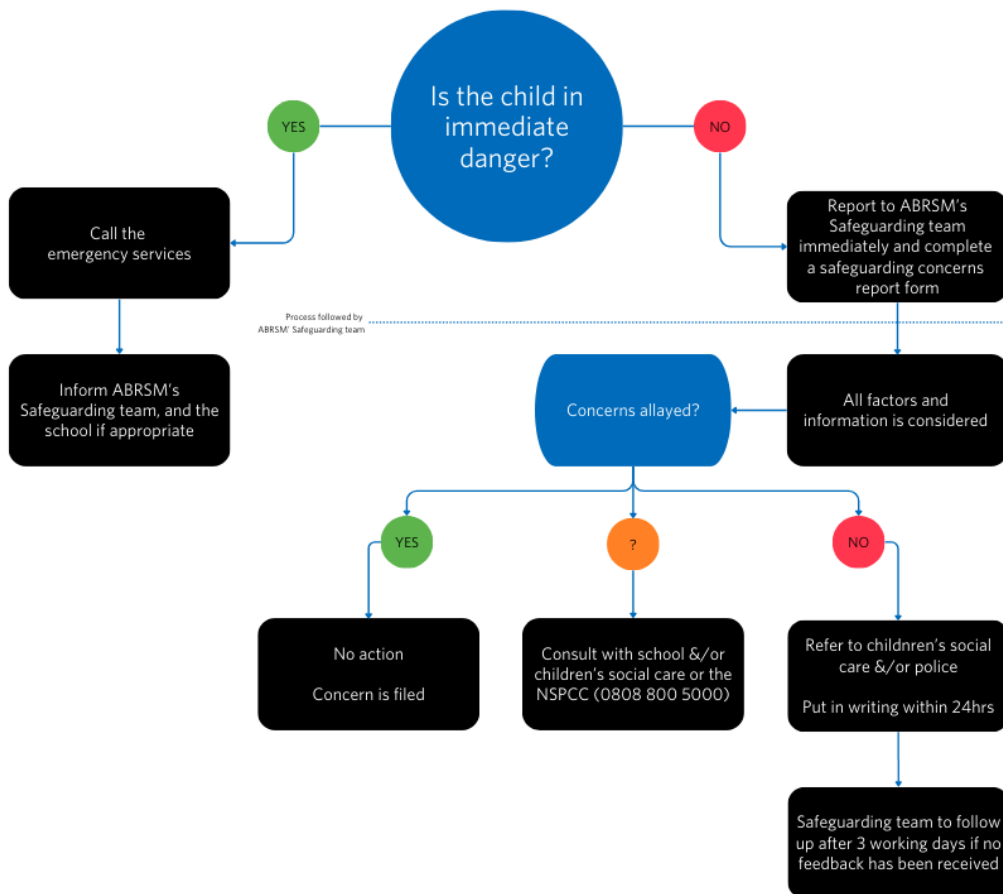 Is the child in
immediate
danger?
YES
NO
Call the
emergency services
Report to ABRSM's
Safeguarding team
immediately and complete
a safeguarding concerns
report form
Process followed by
ABRSM' Safeguarding team
Inform ABRSM's
Safeguarding team, and the
school if appropriate
Concerns allayed?
All factors and
information is considered
YES
?
NO
No action
Concern is filed
Consult with school &/or
children's social care or the
NSPCC (0808 800 5000)
Refer to childnren's social
care &/or police
Put in writing within 24hrs
Safeguarding team to follow
up after 3 working days if no
feedback has been received